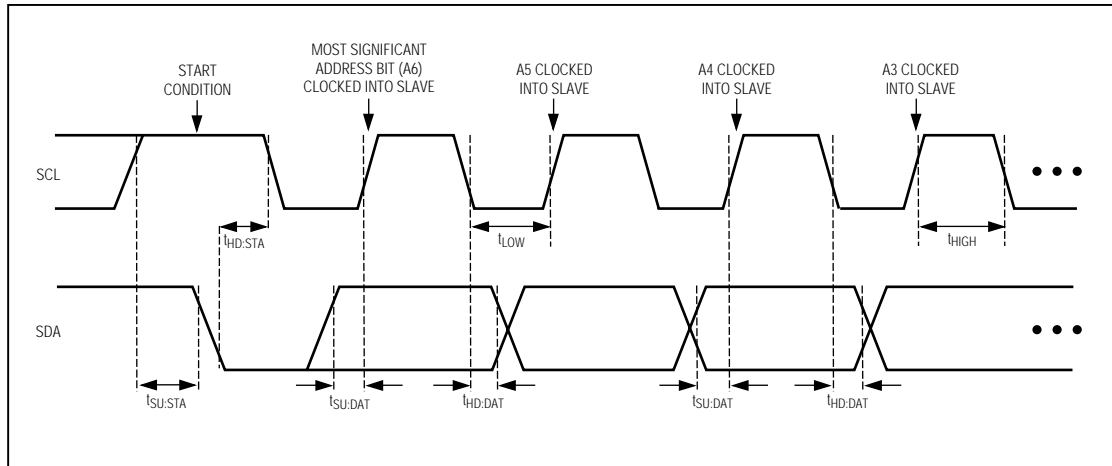 START
CONDITION
MOST SIGNIFICANT
ADDRESS BIT (A6)
CLOCKED INTO SLAVE
A5 CLOCKED
INTO SLAVE
A4 CLOCKED
INTO SLAVE
A3 CLOCKED
INTO SLAVE
SCL
tHD:STA
tLOW
tHIGH
SDA
tSU:STA
tSU:DAT
tHD:DAT
tSU:DAT
tHD:DAT